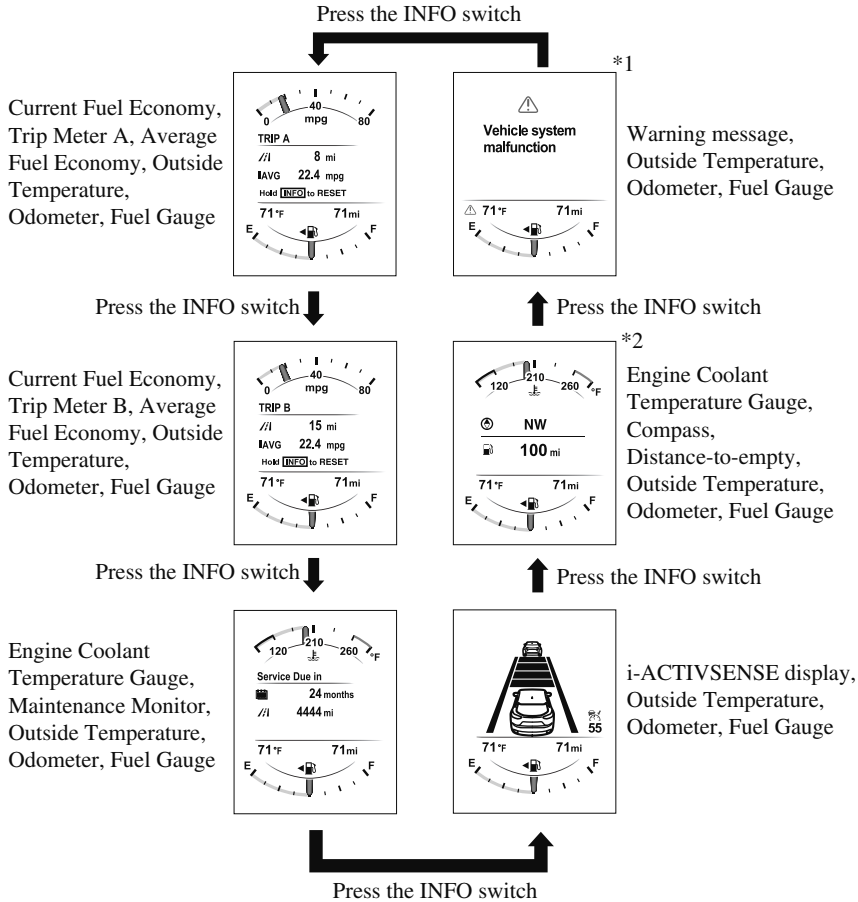 Press the INFO switch
Current Fuel Economy,
Trip Meter A, Average
Fuel Economy, Outside
Temperature,
Odometer, Fuel Gauge
0 40 80
mpg
TRIP A
8 mi
AVG 22.4 mpg
Hold INFO to RESET
71°F 71mi
E F
*1
Vehicle system
malfunction
71°F 71mi
E F
Warning message,
Outside Temperature,
Odometer, Fuel Gauge
Press the INFO switch
Press the INFO switch
Current Fuel Economy,
Trip Meter B, Average
Fuel Economy, Outside
Temperature,
Odometer, Fuel Gauge
0 40 80
mpg
TRIP B
15 mi
AVG 22.4 mpg
Hold INFO to RESET
71°F 71mi
E F
*2
120 210 260 °F
NW
100 mi
71°F 71mi
E F
Engine Coolant
Temperature Gauge,
Compass,
Distance-to-empty,
Outside Temperature,
Odometer, Fuel Gauge
Press the INFO switch
Press the INFO switch
Engine Coolant
Temperature Gauge,
Maintenance Monitor,
Outside Temperature,
Odometer, Fuel Gauge
120 210 260 °F
Service Due in
24 months
4444 mi
71°F 71mi
E F
55
71°F 71mi
E F
i-ACTIVSENSE display,
Outside Temperature,
Odometer, Fuel Gauge
Press the INFO switch